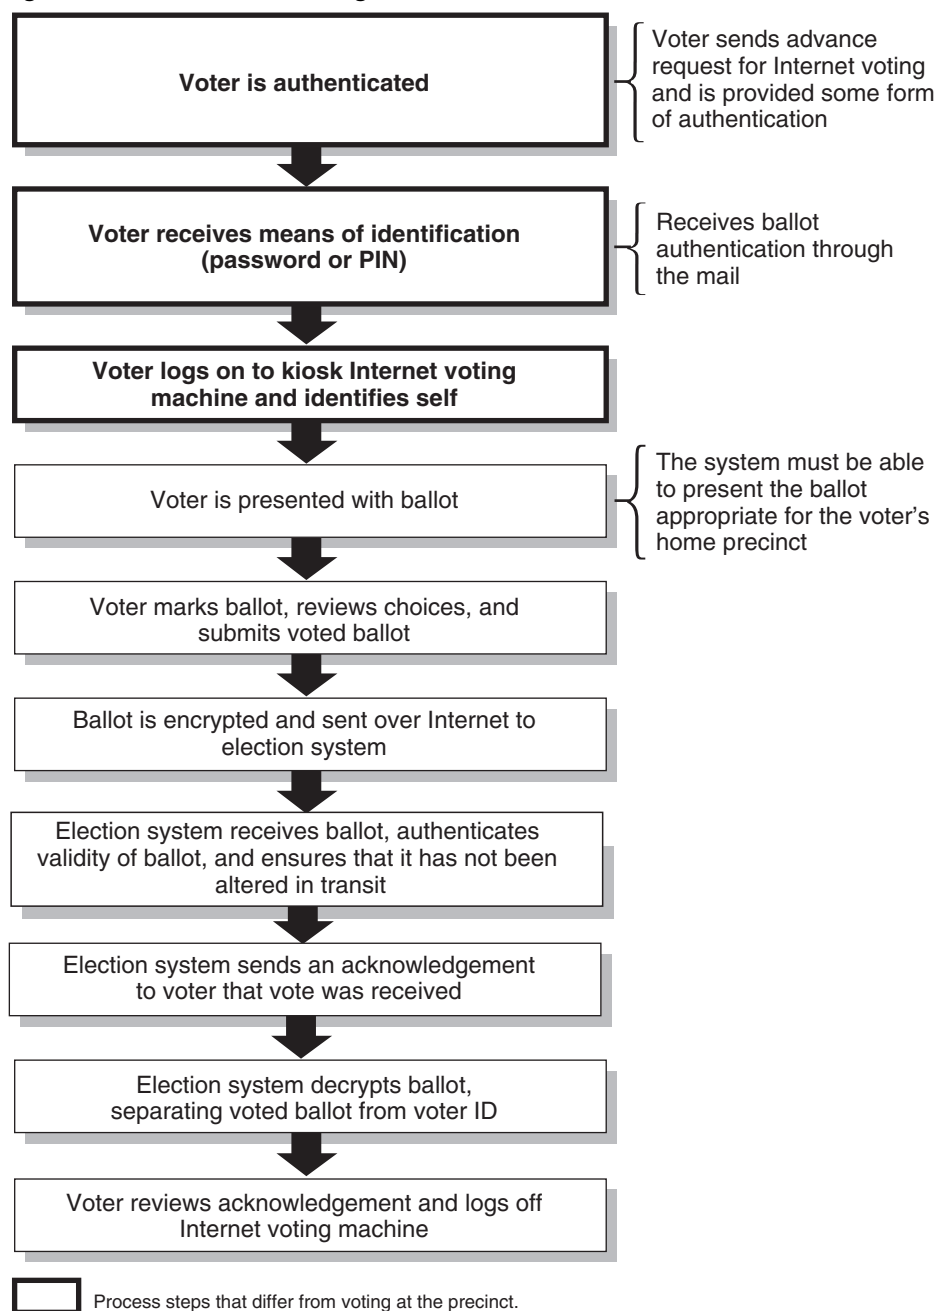 Voter is authenticated
Voter sends advance
request for Internet voting
and is provided some form
of authentication
Voter receives means of identification
(password or PIN)
Receives ballot
authentication through
the mail
Voter logs on to kiosk Internet voting
machine and identifies self
Voter is presented with ballot
The system must be able
to present the ballot
appropriate for the voter's
home precinct
Voter marks ballot, reviews choices, and
submits voted ballot
Ballot is encrypted and sent over Internet to
election system
Election system receives ballot, authenticates
validity of ballot, and ensures that it has not been
altered in transit
Election system sends an acknowledgement
to voter that vote was received
Election system decrypts ballot,
separating voted ballot from voter ID
Voter reviews acknowledgement and logs off
Internet voting machine
Process steps that differ from voting at the precinct.